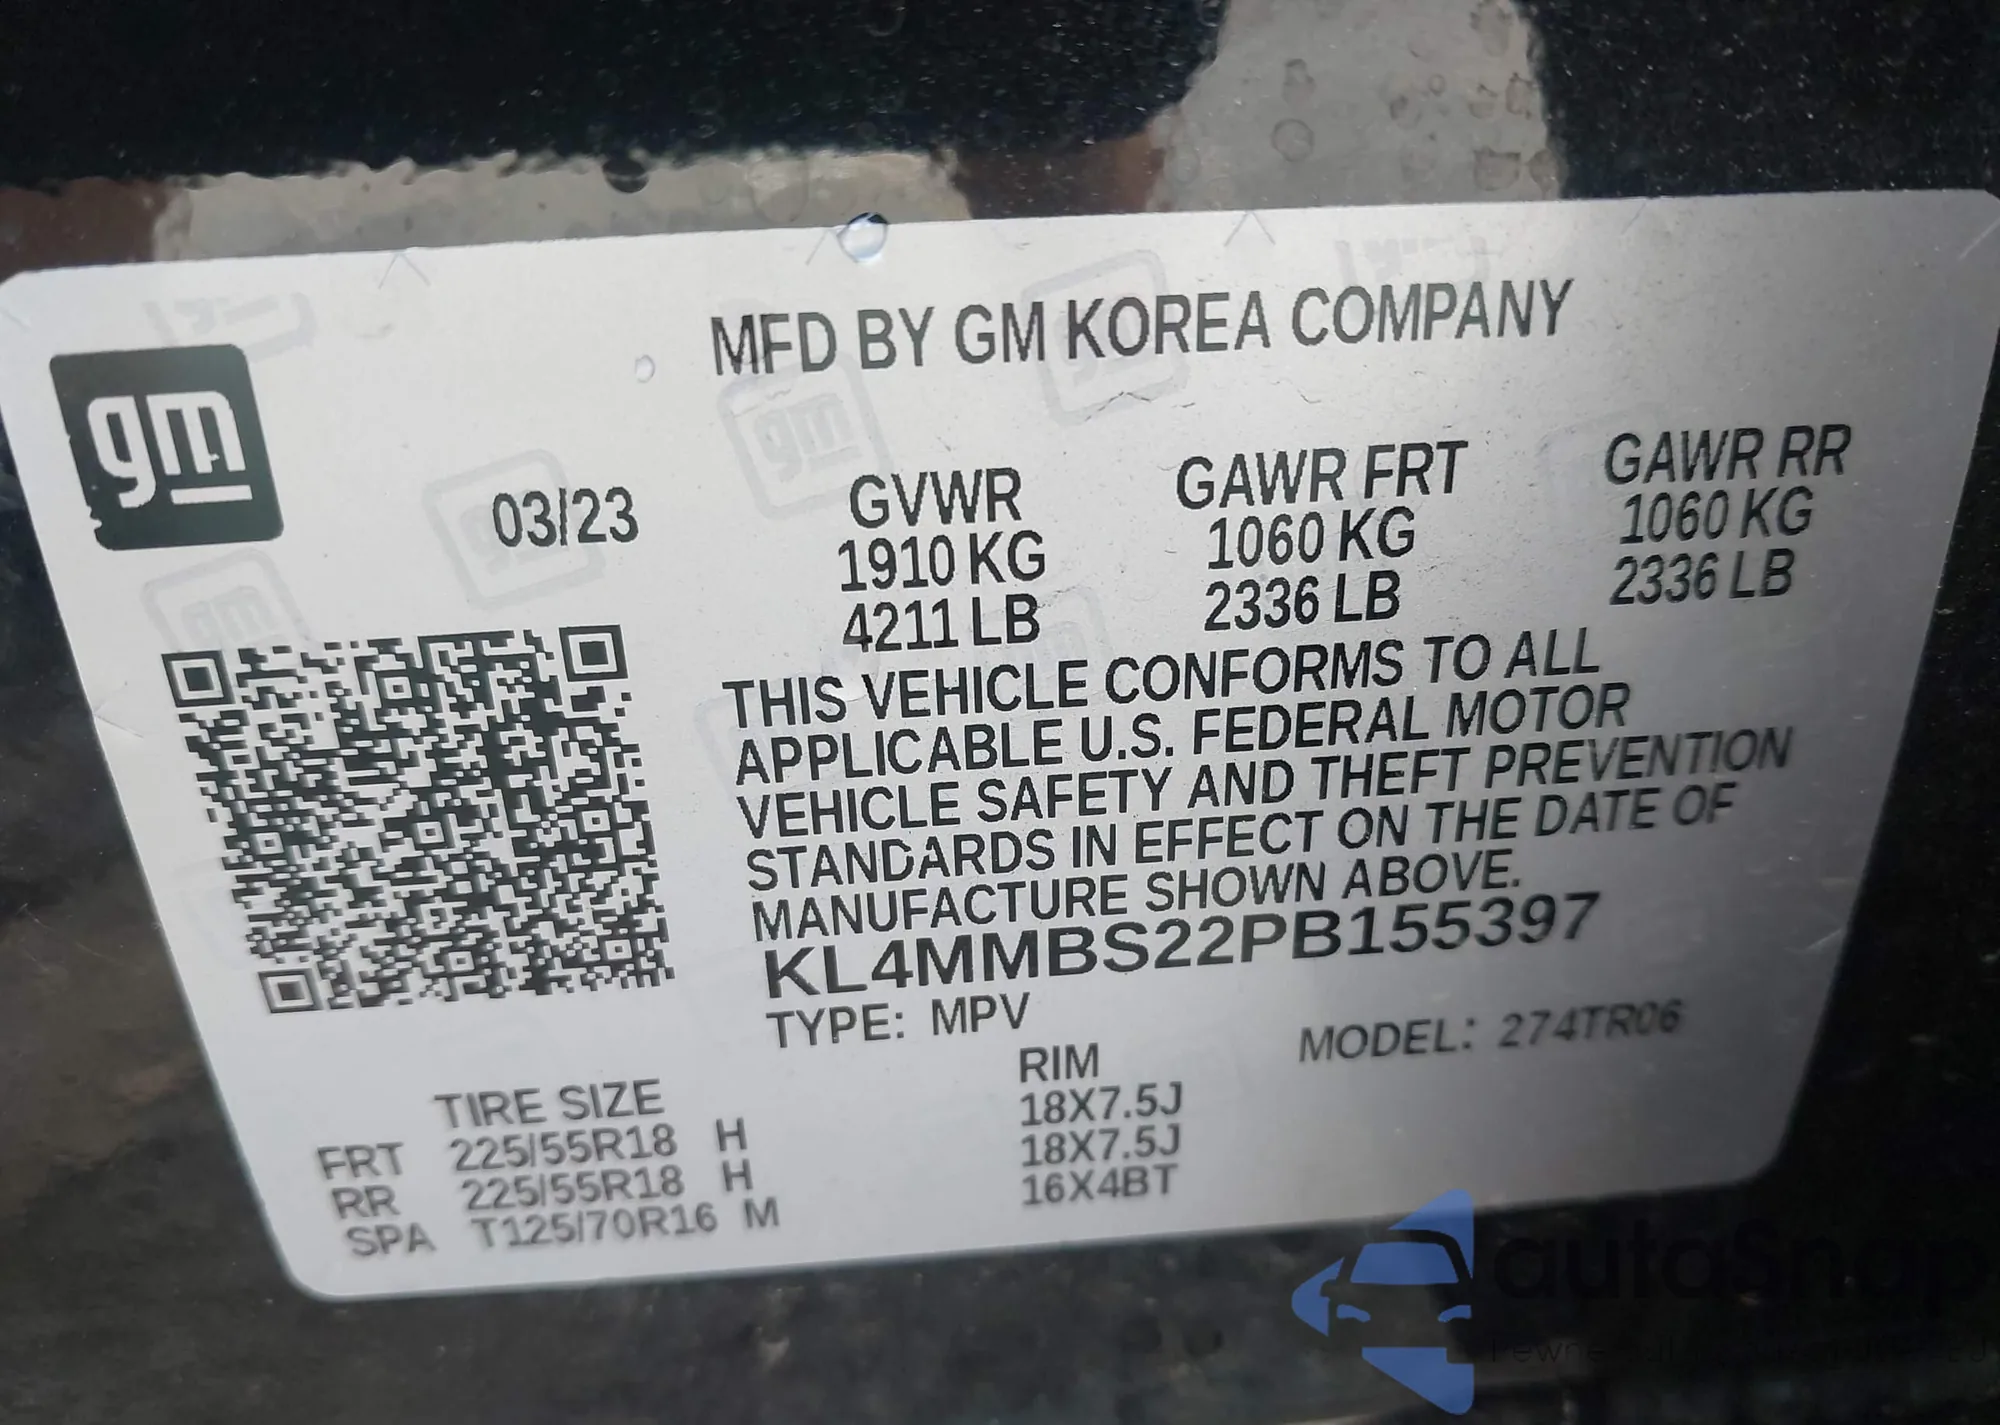 MFD BY GM KOREA COMPANY
gm
03/23
GVWR GAWR FRT GAWR RR
1910 KG 1060 KG 1060 KG
4211 LB 2336 LB 2336 LB
THIS VEHICLE CONFORMS TO ALL
APPLICABLE U.S. FEDERAL MOTOR
VEHICLE SAFETY AND THEFT PREVENTION
STANDARDS IN EFFECT ON THE DATE OF
MANUFACTURE SHOWN ABOVE.
KL4MMBS22PB155397
TYPE: MPV MODEL: 274TR06
TIRE SIZE RIM
FRT 225/55R18 H 18X7.5J
RR 225/55R18 H 18X7.5J
SPA T125/70R16 M 16X4BT
autoSnap